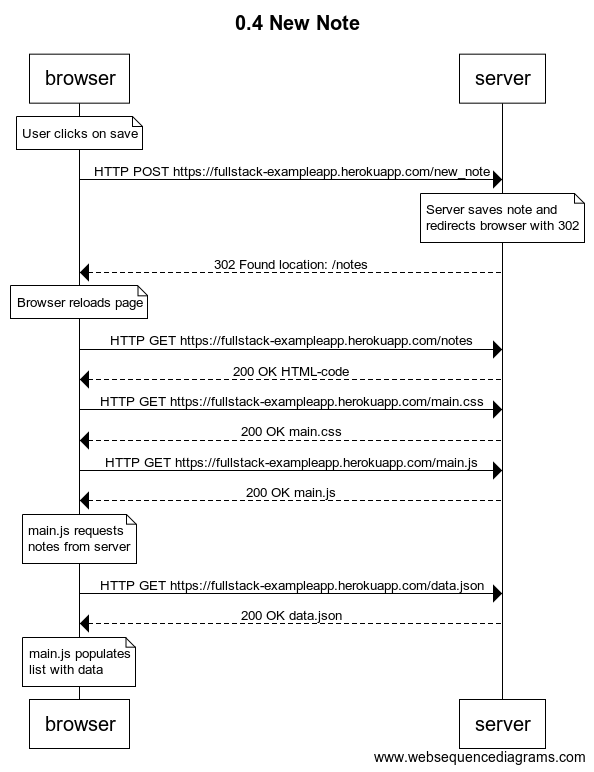 0.4 New Note
browser
server
User clicks on save
HTTP POST https://fullstack-exampleapp.herokuapp.com/new_note
Server saves note and
redirects browser with 302
302 Found location: /notes
Browser reloads page
HTTP GET https://fullstack-exampleapp.herokuapp.com/notes
200 OK HTML-code
HTTP GET https://fullstack-exampleapp.herokuapp.com/main.css
200 OK main.css
HTTP GET https://fullstack-exampleapp.herokuapp.com/main.js
200 OK main.js
main.js requests
notes from server
HTTP GET https://fullstack-exampleapp.herokuapp.com/data.json
200 OK data.json
main.js populates
list with data
browser
server
www.websequencediagrams.com